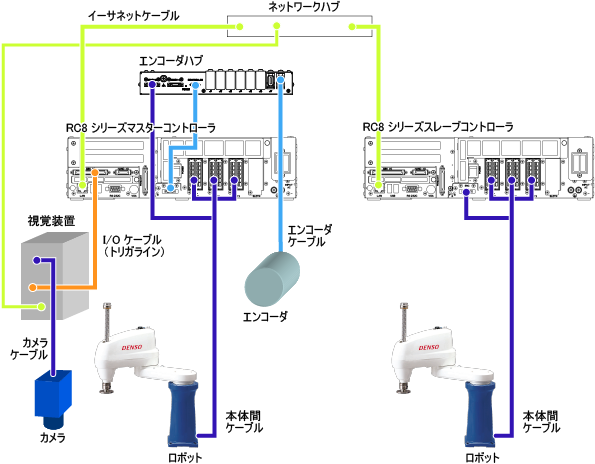 ネットワークハブ
イーサネットケーブル
エンコーダハブ
RC8 シリーズマスターコントローラ
RC8 シリーズスレーブコントローラ
視覚装置
I/O ケーブル
（トリガライン）
エンコーダ
ケーブル
エンコーダ
カメラ
ケーブル
カメラ
DENSO
DENSO
本体間
ケーブル
本体間
ケーブル
ロボット
ロボット